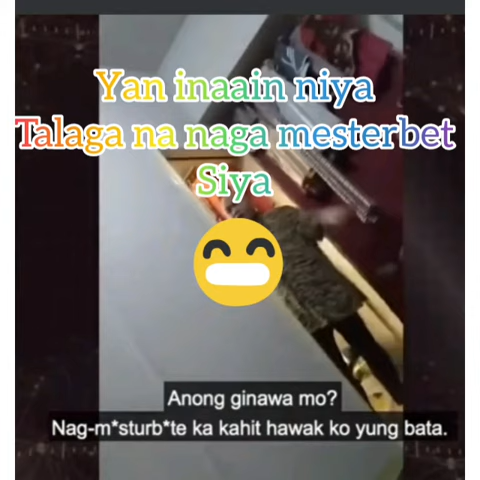 Yan inaain niya
Talaga na naga mesterbet
Siya
Anong ginawa mo?
Nag-m*sturb*te ka kahit hawak ko yung bata.